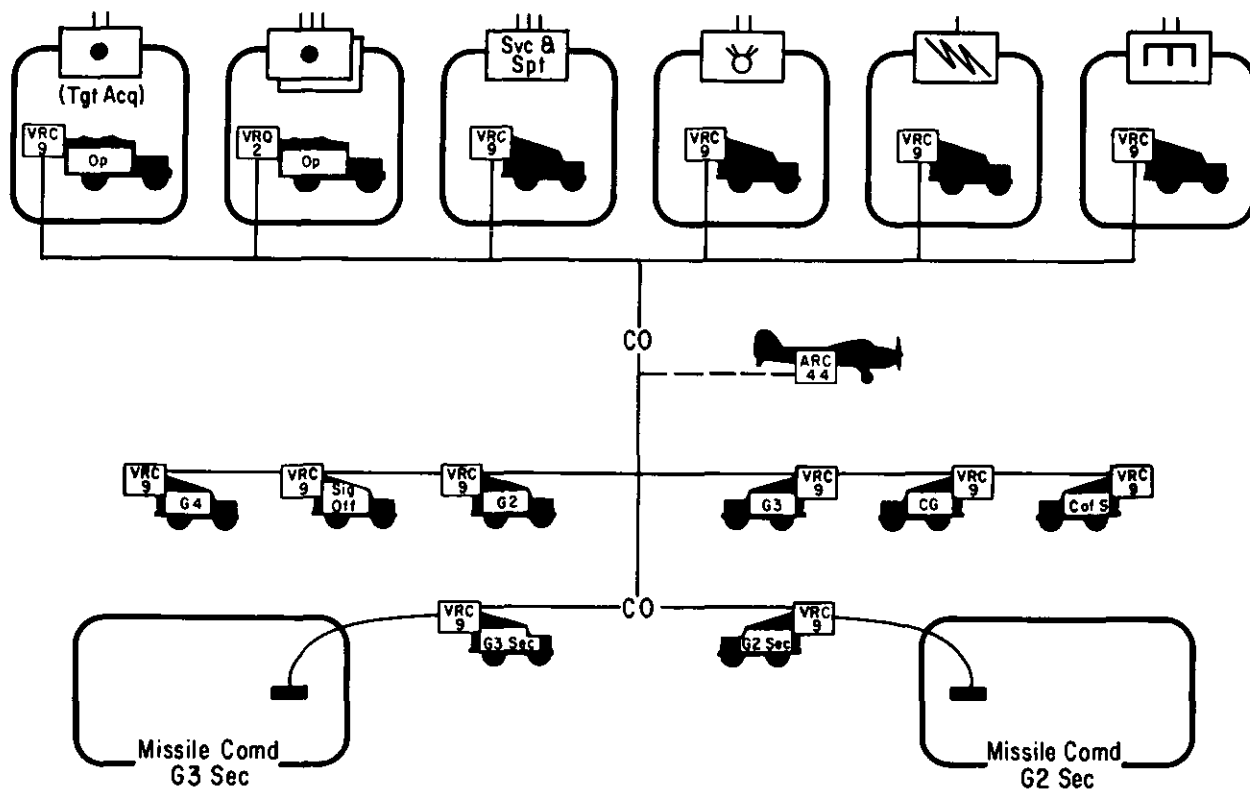 Svc &
Spt
(Tgt Acq)
VRC
9
Op
VRQ
2
Op
VRC
9
VRC
9
VRC
9
VRC
9
CO
ARC
44
VRC
9
G4
VRC
9
Sig
Off
VRC
9
G2
VRC
9
G3
VRC
9
CG
VRC
9
C of S
CO
VRC
9
G3 Sec
VRC
9
G2 Sec
Missile Comd
G3 Sec
Missile Comd
G2 Sec